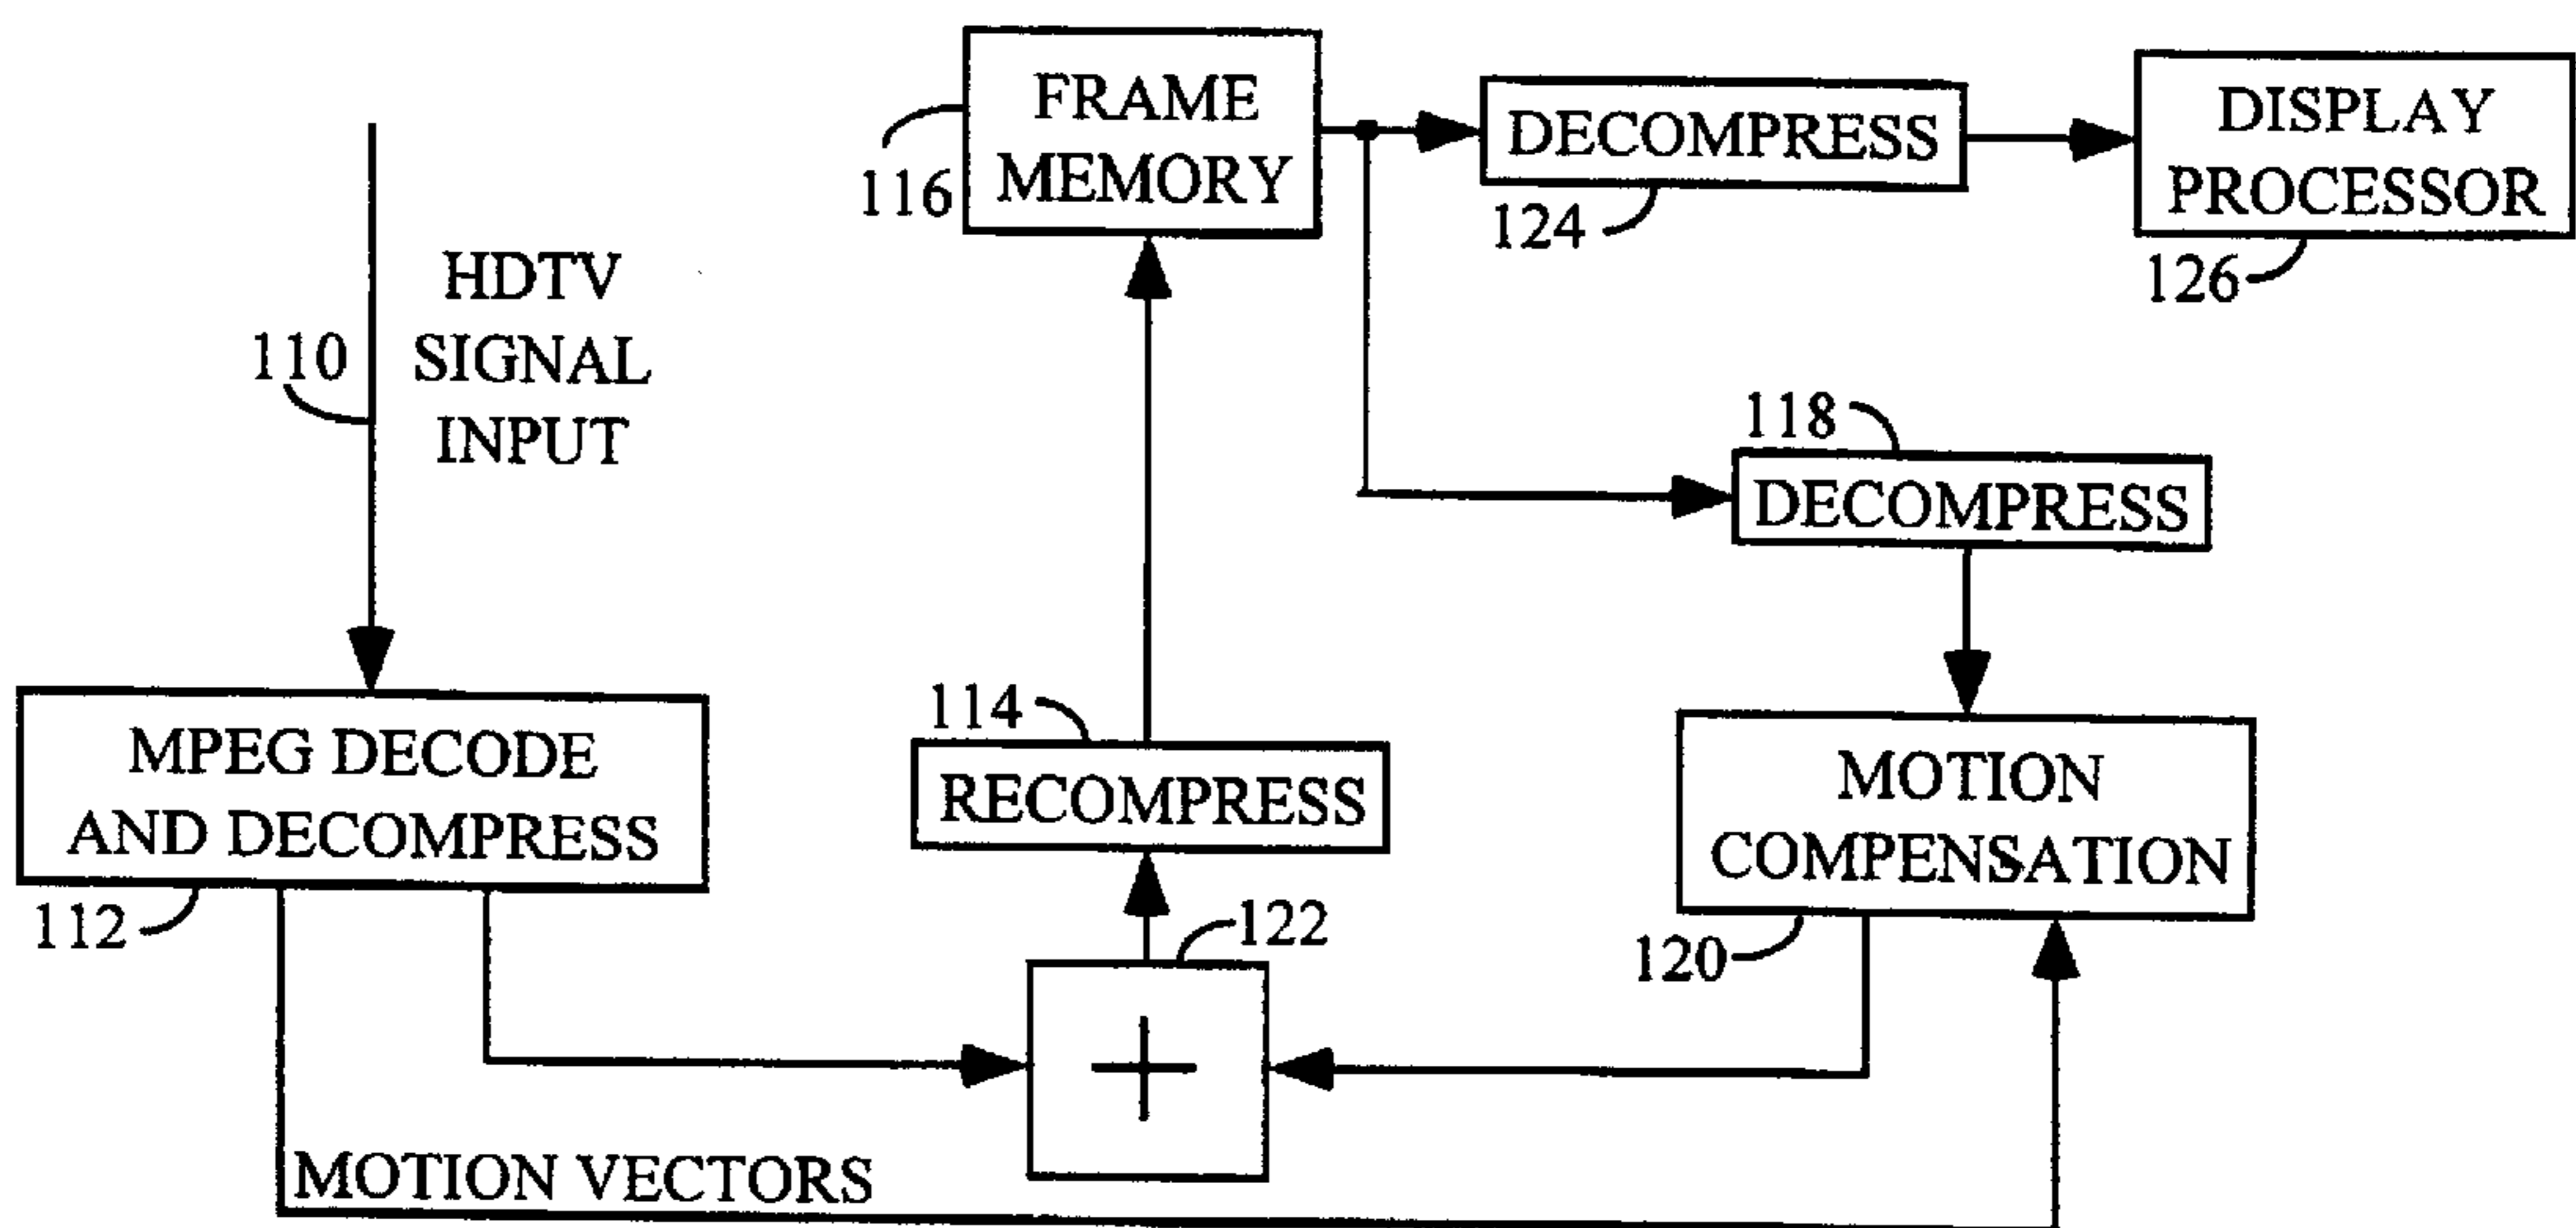 FRAME
MEMORY
116
DECOMPRESS
124
DISPLAY
PROCESSOR
126
HDTV
SIGNAL
INPUT
110
118
DECOMPRESS
MPEG DECODE
AND DECOMPRESS
112
114
RECOMPRESS
MOTION
COMPENSATION
120
122
+
MOTION VECTORS